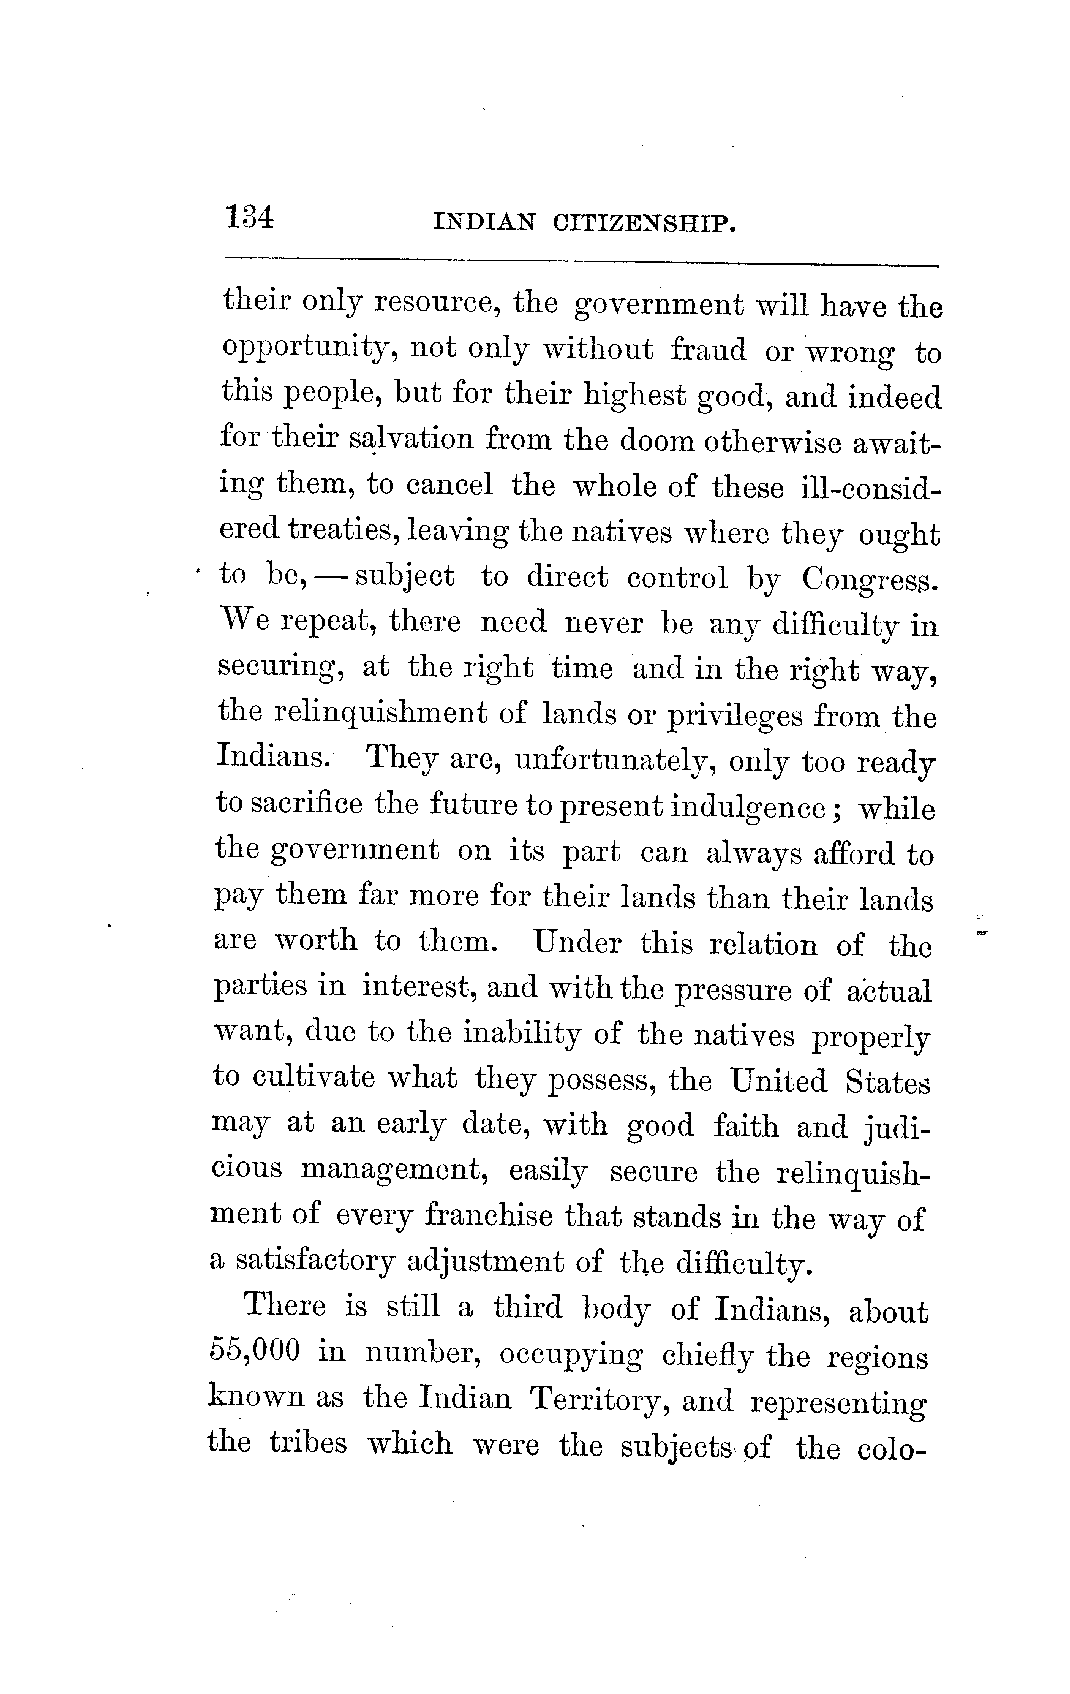 134 INDIAN CITIZENSHIP.
their only resource, the government will have the
opportunity, not only without fraud or wrong to
this people, but for their highest good, and indeed
for their salvation from the doom otherwise await-
ing them, to cancel the whole of these ill-consid-
ered treaties, leaving the natives where they ought
to be, — subject to direct control by Congress.
We repeat, there need never be any difficulty in
securing, at the right time and in the right way,
the relinquishment of lands or privileges from the
Indians. They are, unfortunately, only too ready
to sacrifice the future to present indulgence; while
the government on its part can always afford to
pay them far more for their lands than their lands
are worth to them. Under this relation of the
parties in interest, and with the pressure of actual
want, due to the inability of the natives properly
to cultivate what they possess, the United States
may at an early date, with good faith and judi-
cious management, easily secure the relinquish-
ment of every franchise that stands in the way of
a satisfactory adjustment of the difficulty.
There is still a third body of Indians, about
55,000 in number, occupying chiefly the regions
known as the Indian Territory, and representing
the tribes which were the subjects of the colo-